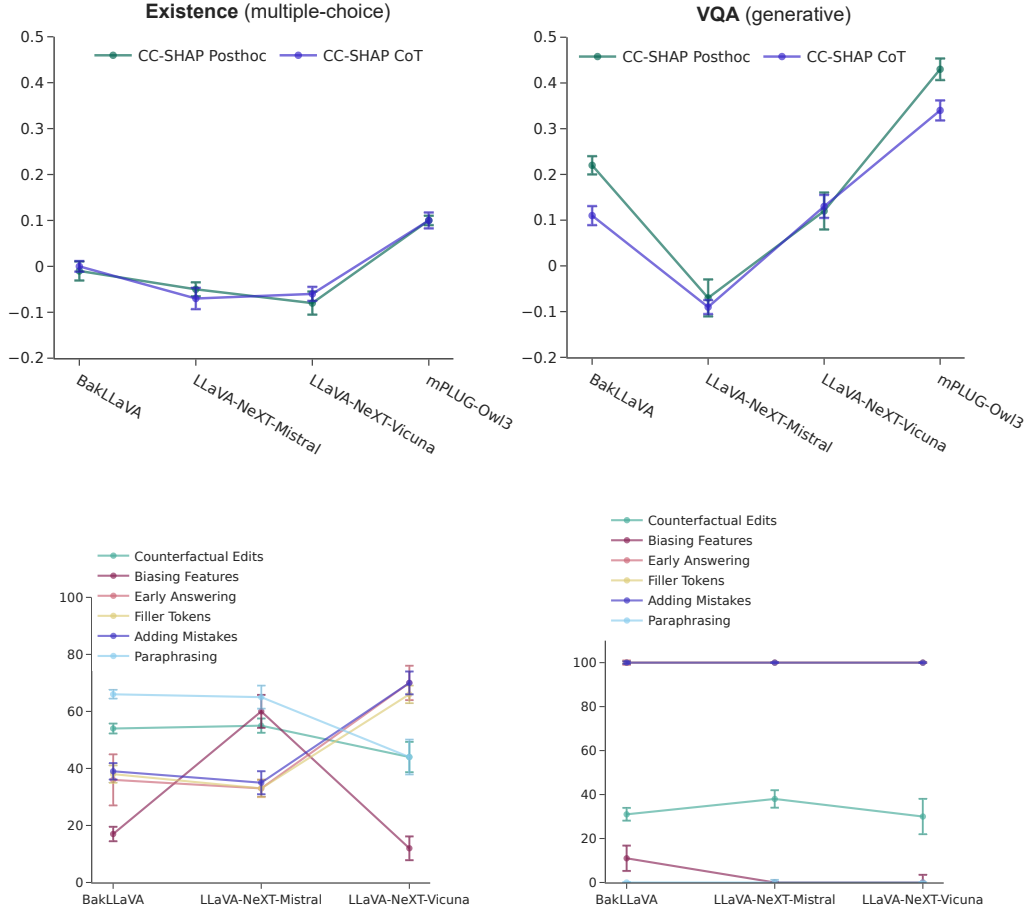 Existence (multiple-choice)
CC-SHAP Posthoc CC-SHAP CoT
0.5
0.4
0.3
0.2
0.1
0
−0.1
−0.2
BakLLaVA
LLaVA-NeXT-Mistral
LLaVA-NeXT-Vicuna
mPLUG-Owl3
VQA (generative)
CC-SHAP Posthoc CC-SHAP CoT
0.5
0.4
0.3
0.2
0.1
0
−0.1
−0.2
BakLLaVA
LLaVA-NeXT-Mistral
LLaVA-NeXT-Vicuna
mPLUG-Owl3
Counterfactual Edits
Biasing Features
Early Answering
Filler Tokens
Adding Mistakes
Paraphrasing
100
80
60
40
20
0
BakLLaVA LLaVA-NeXT-Mistral LLaVA-NeXT-Vicuna
Counterfactual Edits
Biasing Features
Early Answering
Filler Tokens
Adding Mistakes
Paraphrasing
100
80
60
40
20
0
BakLLaVA LLaVA-NeXT-Mistral LLaVA-NeXT-Vicuna